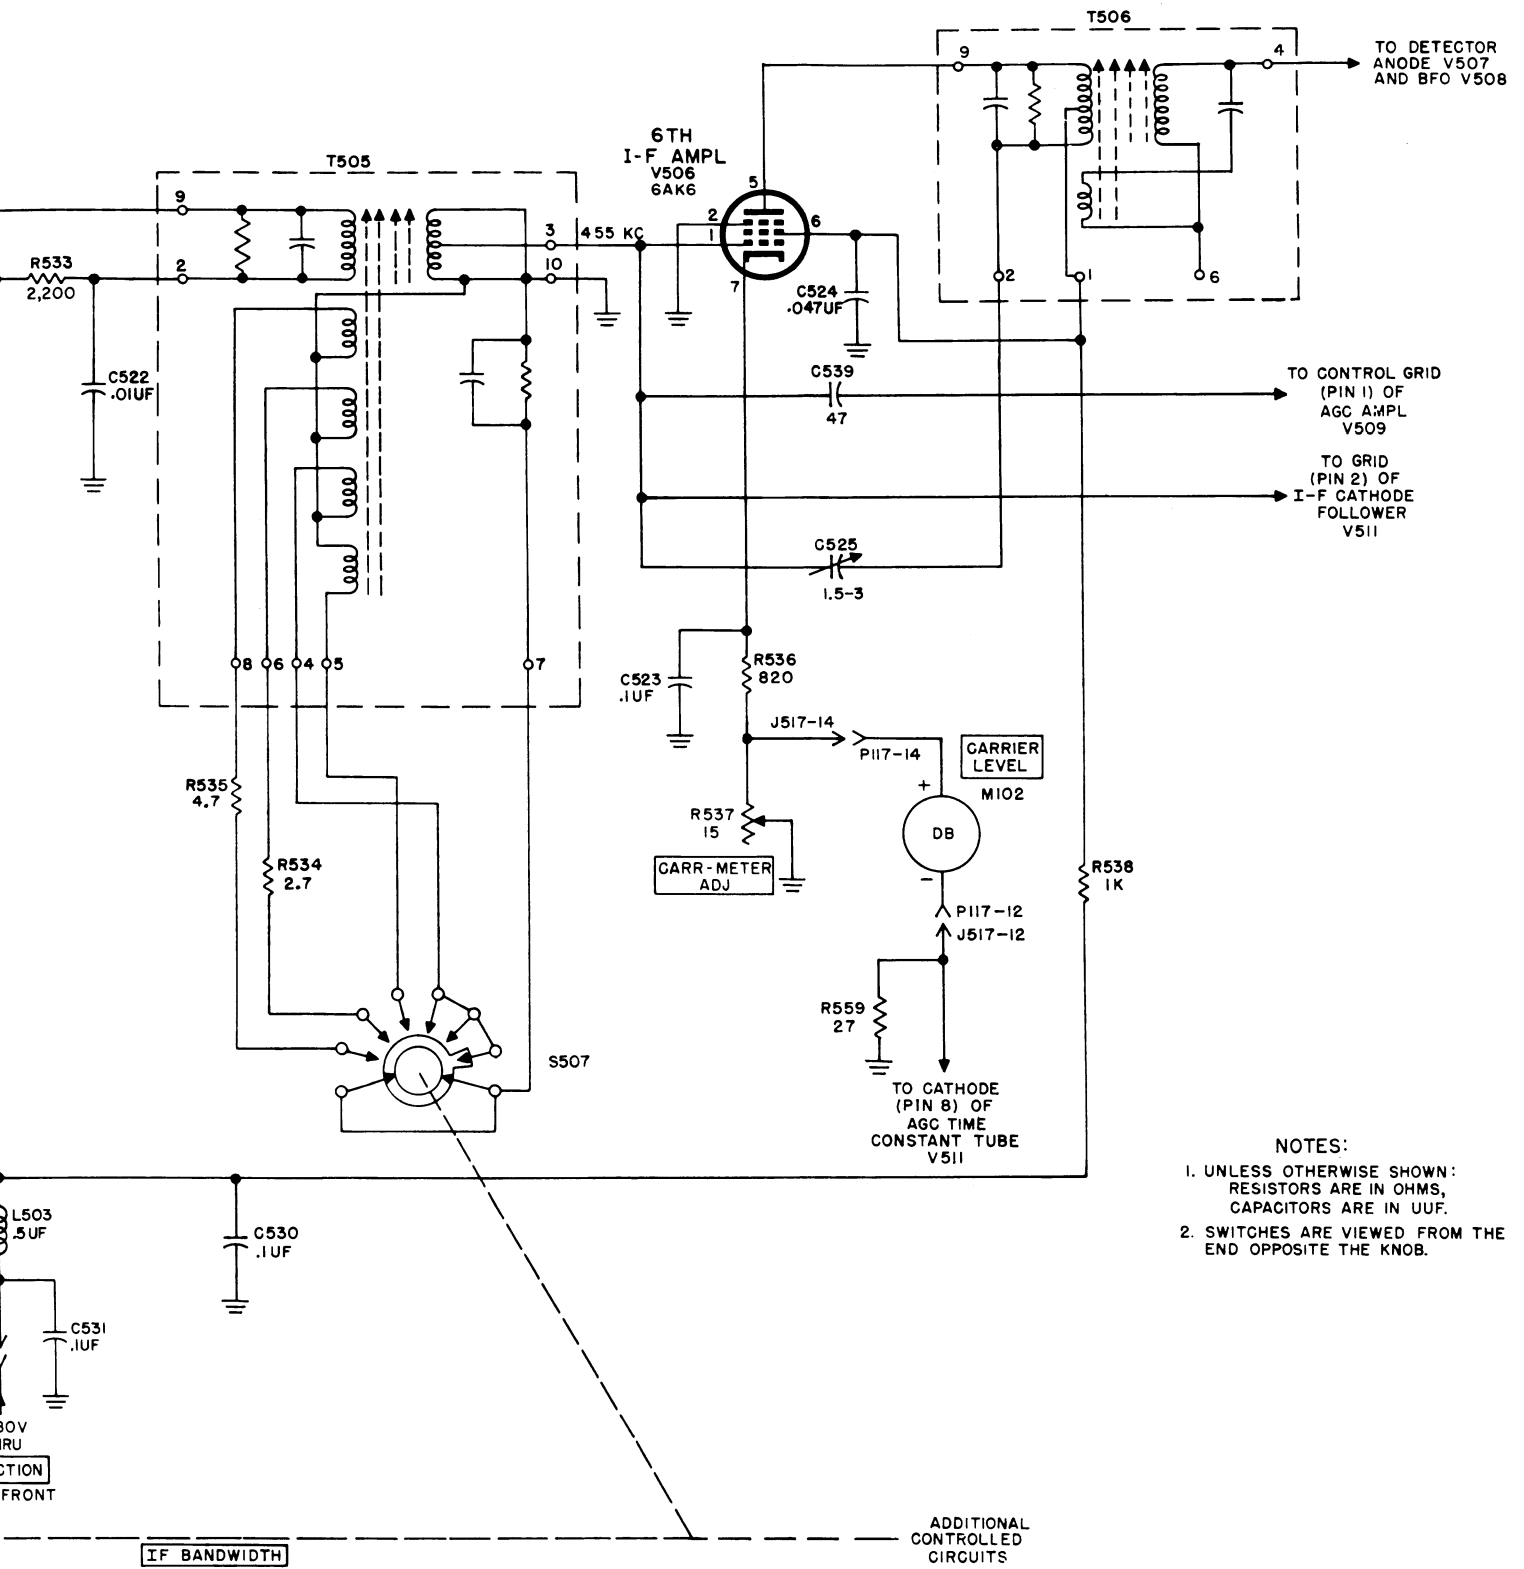 T506
9
4
TO DETECTOR
ANODE V507
AND BFO V508
6TH
I-F AMPL
V506
6AK6
T505
5
2
1
6
7
9
3
455 KC
10
2
R533
2,200
C524
.047UF
2
1
6
C522
.01UF
C539
47
TO CONTROL GRID
(PIN 1) OF
AGC AMPL
V509
TO GRID
(PIN 2) OF
I-F CATHODE
FOLLOWER
V511
C525
1.5-3
8
6
4
5
7
C523
.1UF
R536
820
J517-14
P117-14
CARRIER
LEVEL
M102
+
DB
–
R535
4.7
R537
15
CARR-METER
ADJ
R534
2.7
R538
1K
P117-12
J517-12
R559
27
S507
TO CATHODE
(PIN 8) OF
AGC TIME
CONSTANT TUBE
V511
NOTES:
1. UNLESS OTHERWISE SHOWN:
RESISTORS ARE IN OHMS,
CAPACITORS ARE IN UUF.
2. SWITCHES ARE VIEWED FROM THE
END OPPOSITE THE KNOB.
L503
.5UF
C530
.1UF
C531
.1UF
FRONT
IF BANDWIDTH
ADDITIONAL
CONTROLLED
CIRCUITS